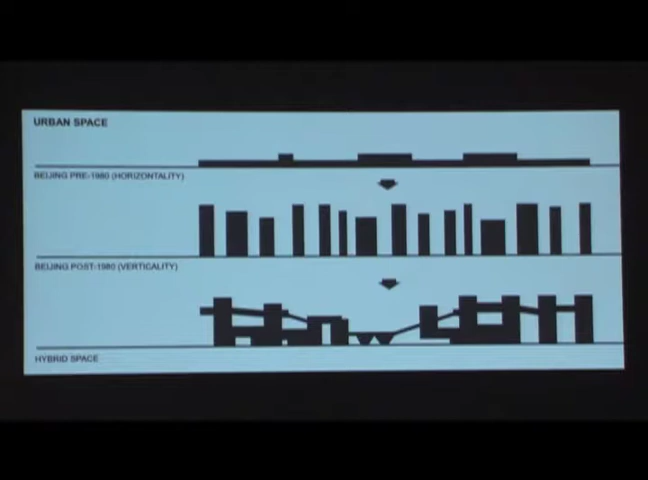 URBAN SPACE
BEIJING PRE-1980 (HORIZONTALITY)
BEIJING POST-1980 (VERTICALITY)
HYBRID SPACE